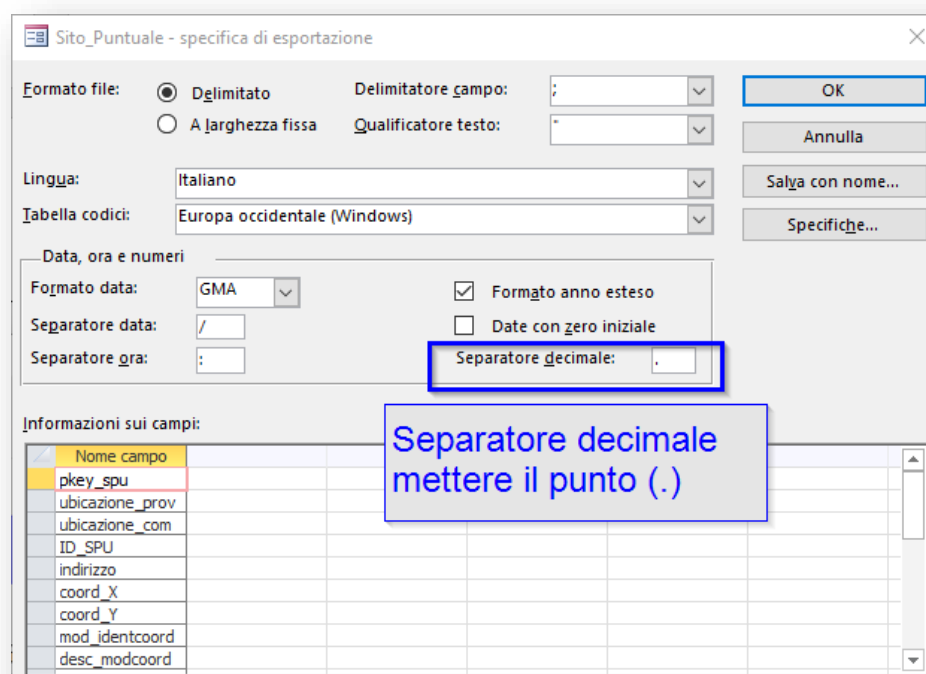 Sito_Puntuale - specifica di esportazione
Formato file:
Delimitato
A larghezza fissa
Delimitatore campo: ;
Qualificatore testo: "
OK
Annulla
Salva con nome...
Specifiche...
Lingua: Italiano
Tabella codici: Europa occidentale (Windows)
Data, ora e numeri
Formato data: GMA
Formato anno esteso
Separatore data: /
Date con zero iniziale
Separatore ora: :
Separatore decimale: .
Informazioni sui campi:
Separatore decimale
mettere il punto (.)
Nome campo
pkey_spu
ubicazione_prov
ubicazione_com
ID_SPU
indirizzo
coord_X
coord_Y
mod_identcoord
desc_modcoord